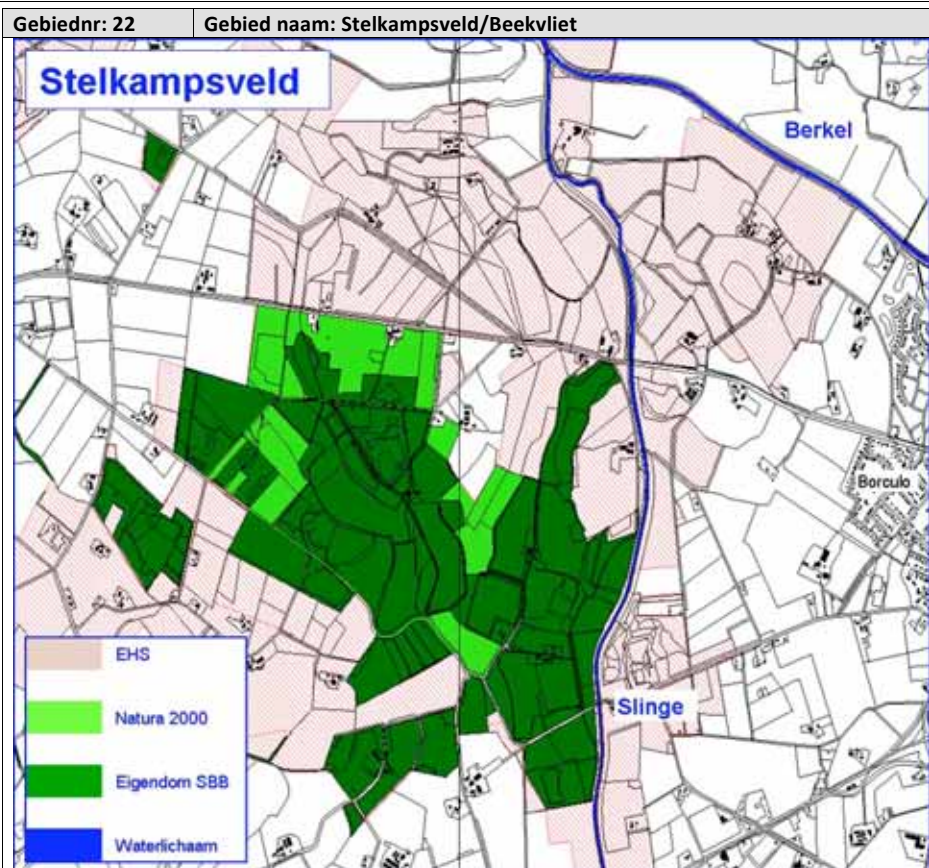 Gebiednr: 22 Gebied naam: Stelkampsveld/Beekvliet
Stelkampsveld
Berkel
Borculo
Slinge
EHS
Natura 2000
Eigendom SBB
Waterlichaam